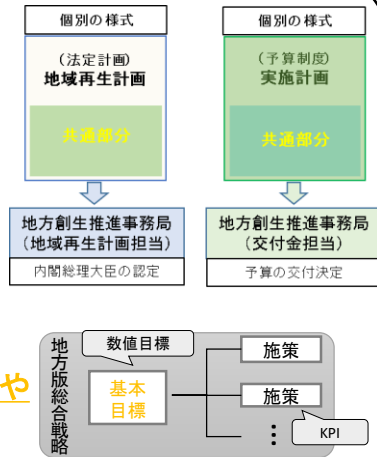 個別の様式
(法定計画)
地域再生計画
共通部分
地方創生推進事務局
(地域再生計画担当)
内閣総理大臣の認定
個別の様式
(予算制度)
実施計画
共通部分
地方創生推進事務局
(交付金担当)
予算の交付決定
や
地方版総合戦略
数値目標
基本
目標
施策
施策
⋮
KPI